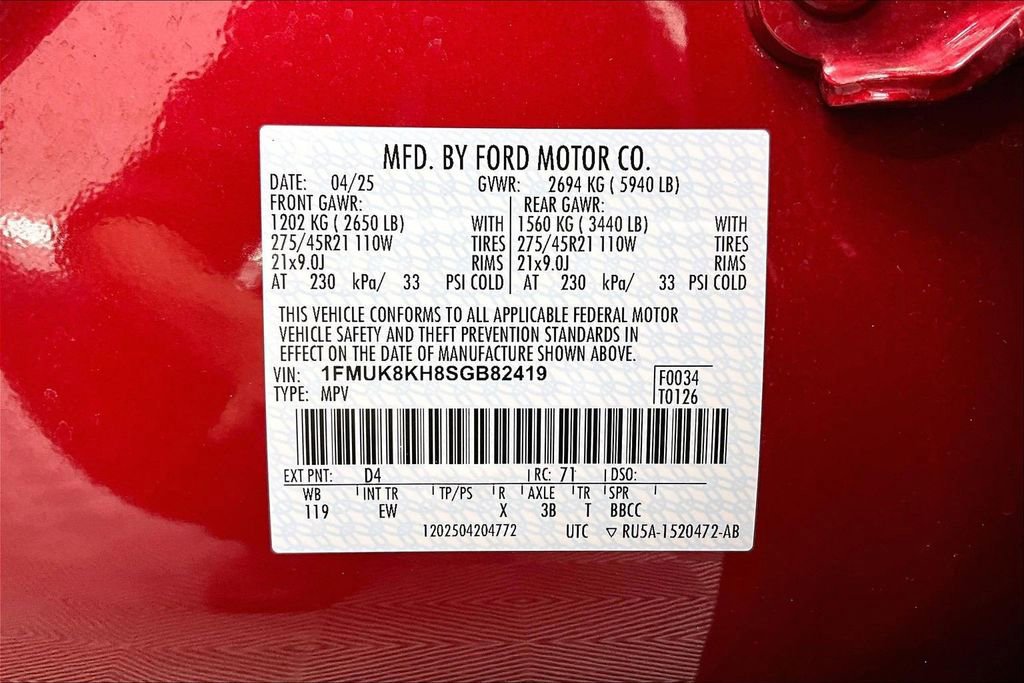 MFD. BY FORD MOTOR CO.
DATE: 04/25 GVWR: 2694 KG ( 5940 LB)
FRONT GAWR: REAR GAWR:
1202 KG ( 2650 LB) WITH 1560 KG ( 3440 LB) WITH
275/45R21 110W TIRES 275/45R21 110W TIRES
21x9.0J RIMS 21x9.0J RIMS
AT 230 kPa/ 33 PSI COLD AT 230 kPa/ 33 PSI COLD
THIS VEHICLE CONFORMS TO ALL APPLICABLE FEDERAL MOTOR
VEHICLE SAFETY AND THEFT PREVENTION STANDARDS IN
EFFECT ON THE DATE OF MANUFACTURE SHOWN ABOVE.
VIN: 1FMUK8KH8SGB82419 F0034
TYPE: MPV T0126
EXT PNT: D4 RC: 71 DSO:
WB INT TR TP/PS R AXLE TR SPR
119 EW X 3B T BBCC
1202504204772 UTC ▽ RU5A-1520472-AB